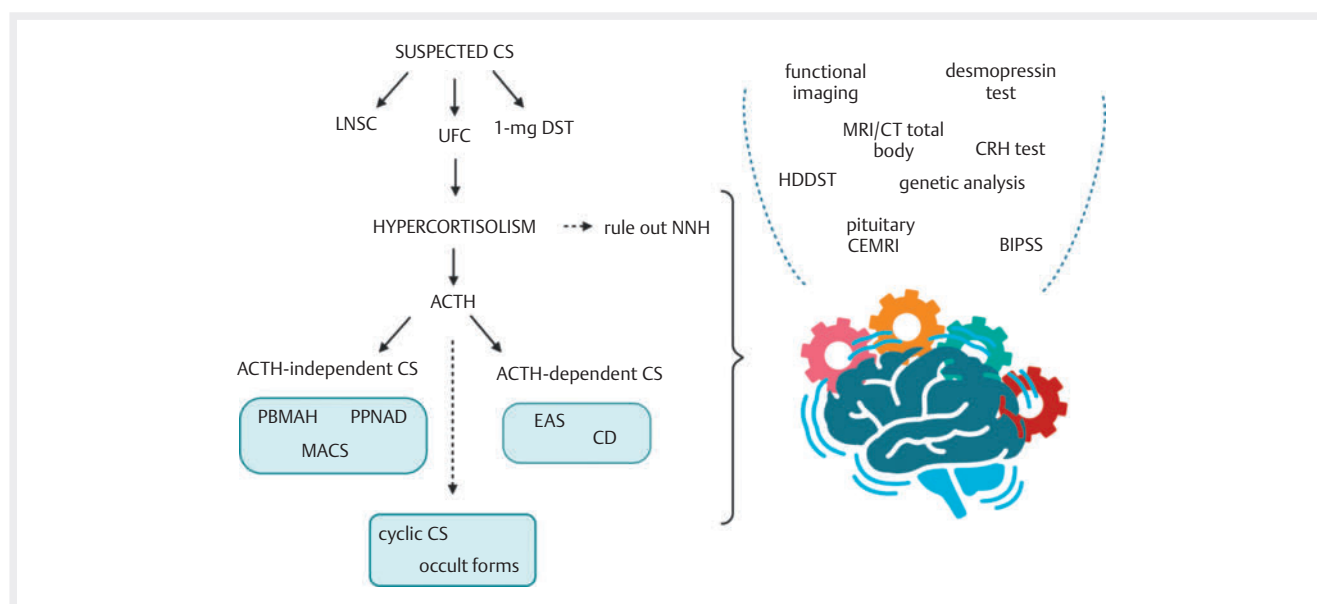 SUSPECTED CS
LNSC
UFC
1-mg DST
HYPERCORTISOLISM
rule out NNH
ACTH
ACTH-independent CS
ACTH-dependent CS
PBMAH PPNAD
MACS
EAS
CD
cyclic CS
occult forms
functional
imaging
desmopressin
test
MRI/CT total
body
CRH test
HDDST
genetic analysis
pituitary
CEMRI
BIPSS